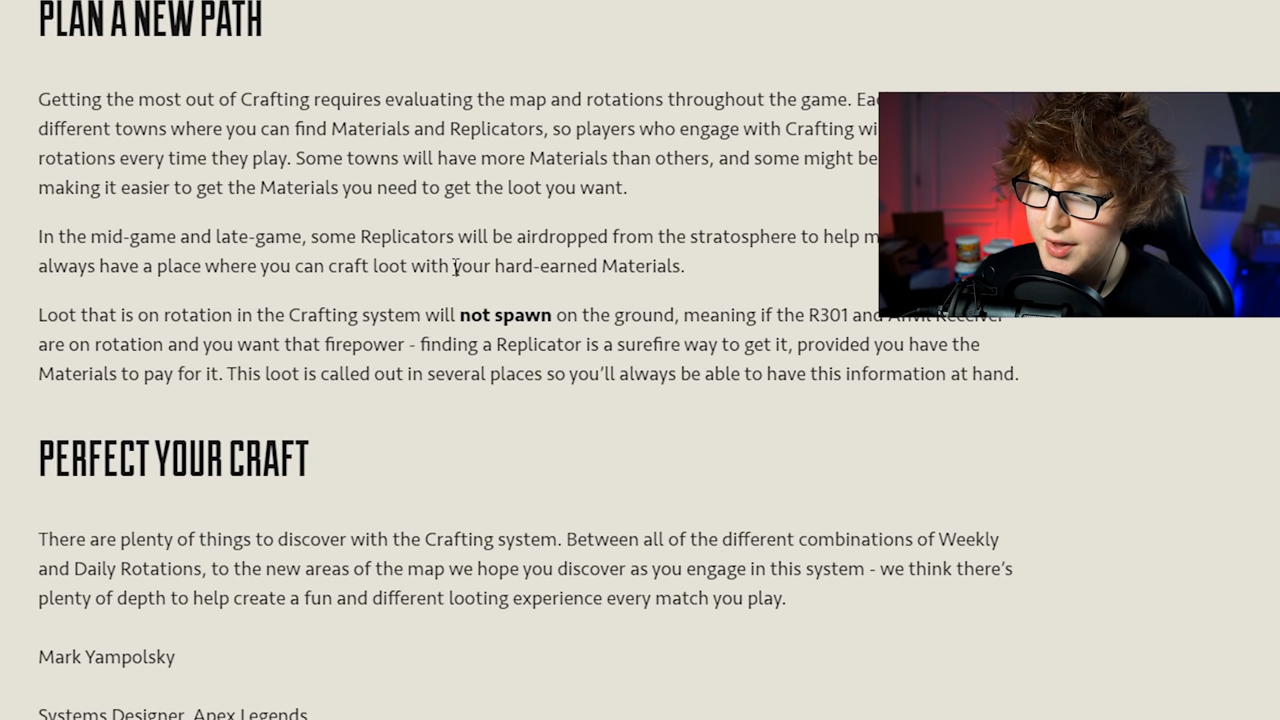 PLAN A NEW PATH
Getting the most out of Crafting requires evaluating the map and rotations throughout the game.
different towns where you can find Materials and Replicators, so players who engage with Crafting
rotations every time they play. Some towns will have more Materials than others, and some might be
making it easier to get the Materials you need to get the loot you want.
In the mid-game and late-game, some Replicators will be airdropped from the stratosphere to help
always have a place where you can craft loot with your hard-earned Materials.
Loot that is on rotation in the Crafting system will not spawn on the ground, meaning if the R301 and Anvil Receiver
are on rotation and you want that firepower - finding a Replicator is a surefire way to get it, provided you have the
Materials to pay for it. This loot is called out in several places so you'll always be able to have this information at hand.
PERFECT YOUR CRAFT
There are plenty of things to discover with the Crafting system. Between all of the different combinations of Weekly
and Daily Rotations, to the new areas of the map we hope you discover as you engage in this system - we think there's
plenty of depth to help create a fun and different looting experience every match you play.
Mark Yampolsky
Systems Designer, Apex Legends